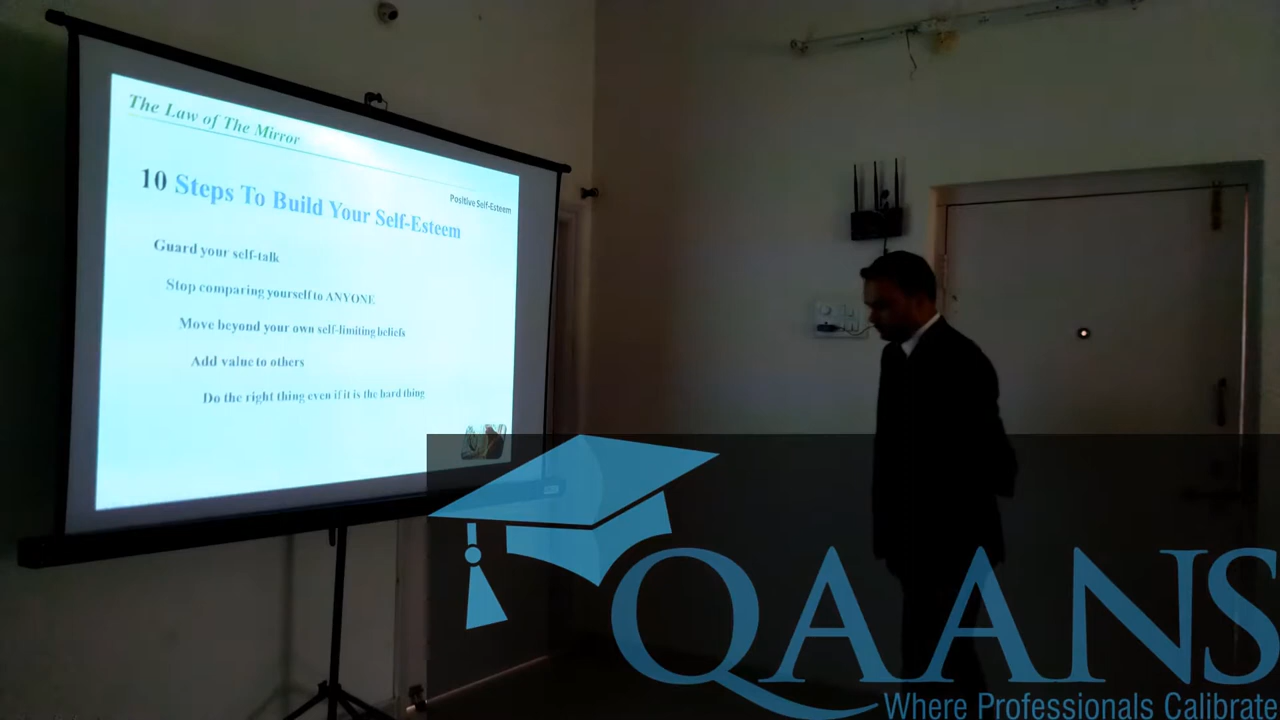 The Law of The Mirror
10 Steps To Build Your Self-Esteem
Positive Self-Esteem
Guard your self-talk
Stop comparing yourself to ANYONE
Move beyond your own self-limiting beliefs
Add value to others
Do the right thing even if it is the hard thing
QAANS
Where Professionals Calibrate